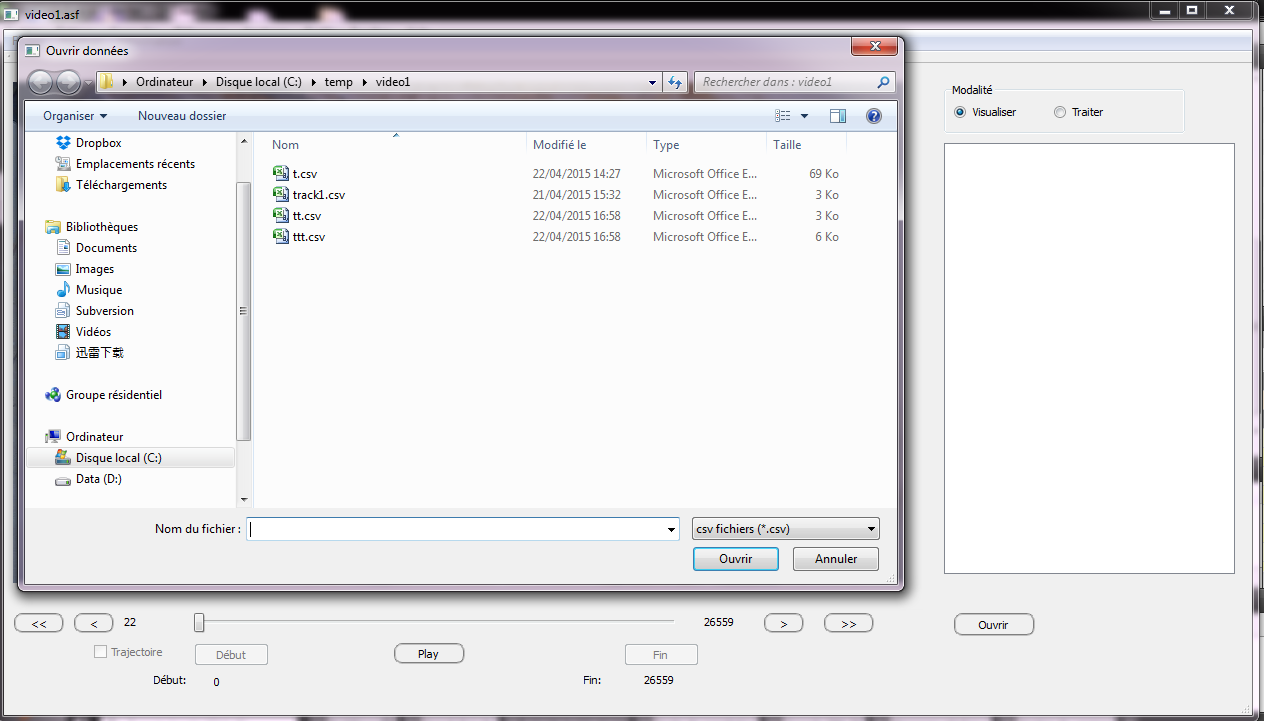 video1.asf
Ouvrir données
Ordinateur Disque local (C:) temp video1
Rechercher dans : video1
Organiser Nouveau dossier
Dropbox
Emplacements récents
Téléchargements
Bibliothèques
Documents
Images
Musique
Subversion
Vidéos
迅雷下载
Groupe résidentiel
Ordinateur
Disque local (C:)
Data (D:)
Nom Modifié le Type Taille
t.csv 22/04/2015 14:27 Microsoft Office E... 69 Ko
track1.csv 21/04/2015 15:32 Microsoft Office E... 3 Ko
tt.csv 22/04/2015 16:58 Microsoft Office E... 3 Ko
ttt.csv 22/04/2015 16:58 Microsoft Office E... 6 Ko
Nom du fichier : csv fichiers (*.csv)
Ouvrir Annuler
Modalité
Visualiser Traiter
<< < 22 26559 > >> Ouvrir
Trajectoire Début Play Fin
Début: 0 Fin: 26559